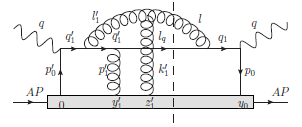 q l'_1 l q
q'_1 q'_1 l_q q_1
p'_0 p'_1 k'_1 p_0
AP 0 y'_1 z'_1 y_0 AP